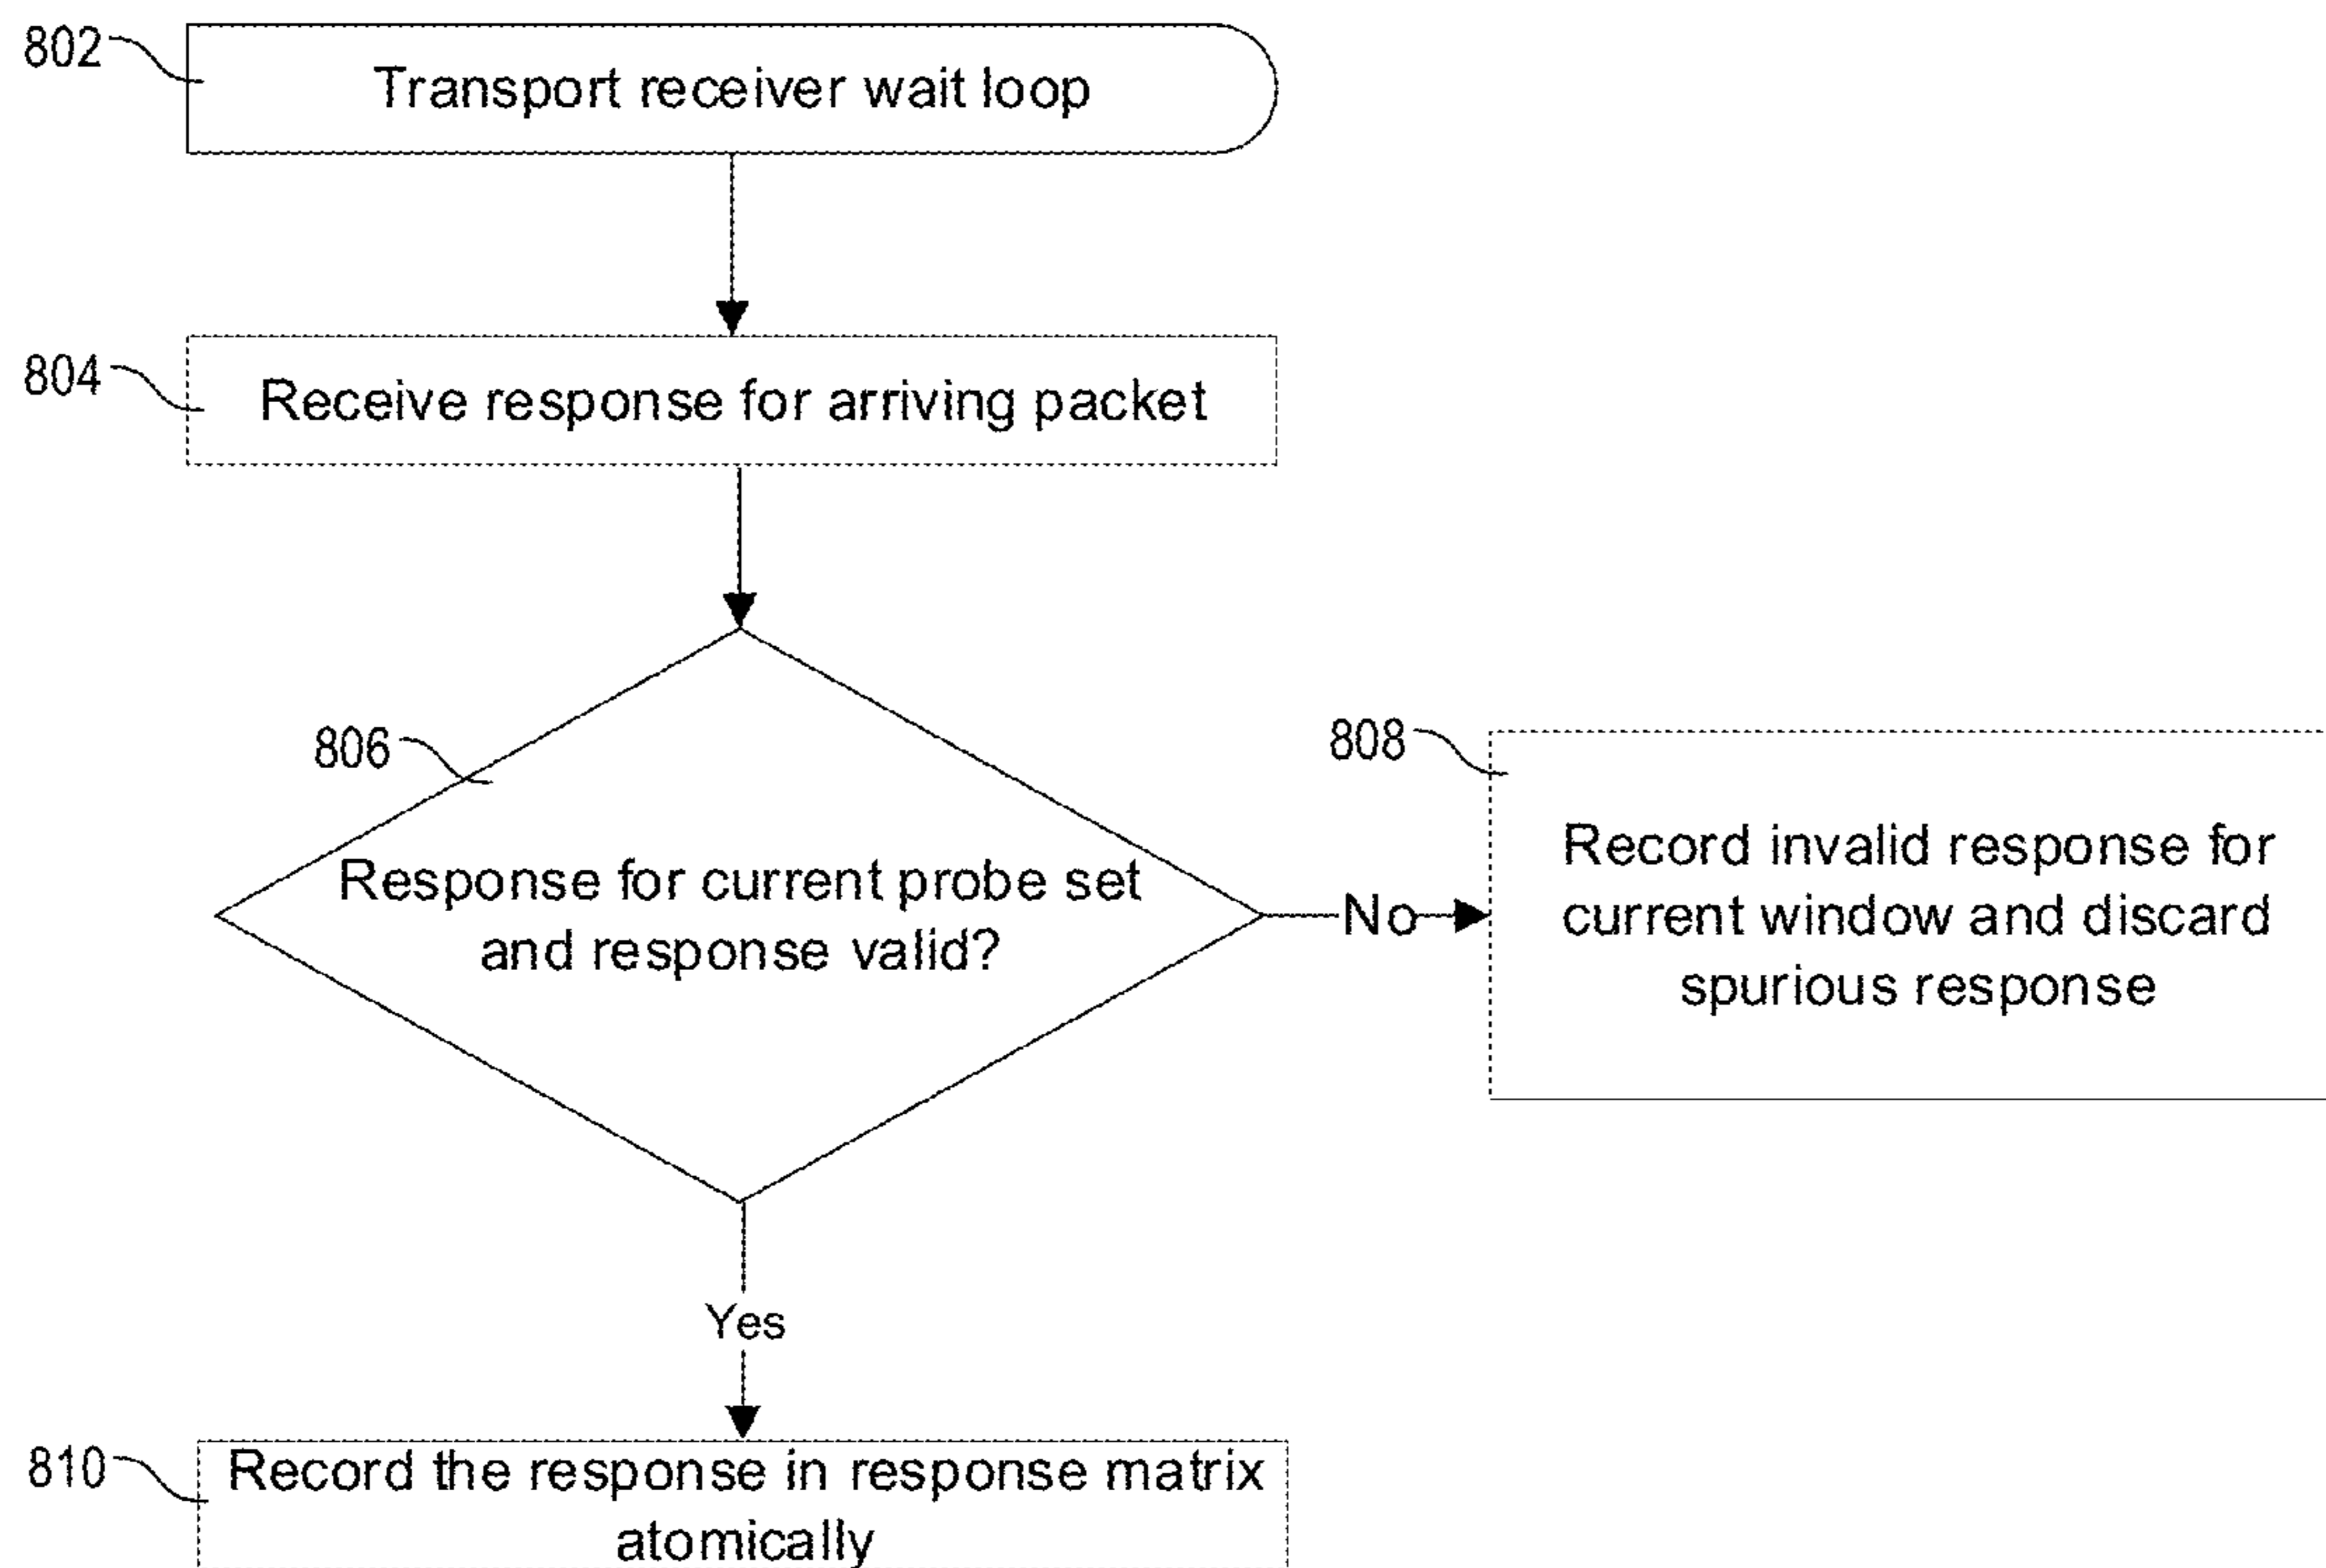 802
Transport receiver wait loop
804
Receive response for arriving packet
806
Response for current probe set
and response valid?
808
Record invalid response for
current window and discard
spurious response
No
Yes
810
Record the response in response matrix
atomically